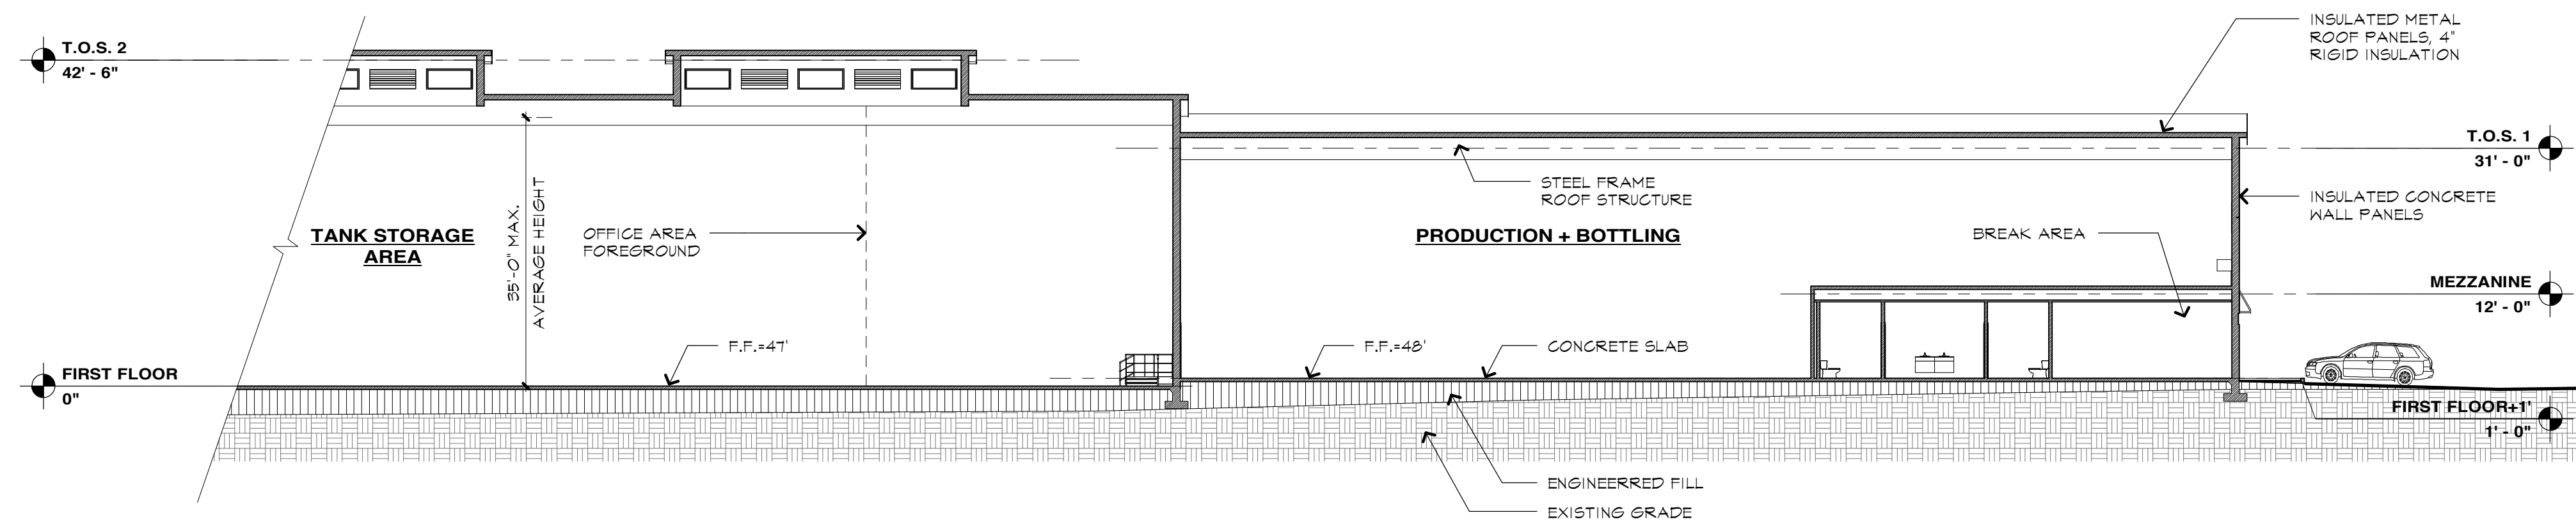 T.O.S. 2
42' - 6"
TANK STORAGE
AREA
35'-0" MAX.
AVERAGE HEIGHT
OFFICE AREA
FOREGROUND
F.F.=47'
FIRST FLOOR
0"
STEEL FRAME
ROOF STRUCTURE
PRODUCTION + BOTTLING
BREAK AREA
F.F.=48'
CONCRETE SLAB
ENGINEERRED FILL
EXISTING GRADE
INSULATED METAL
ROOF PANELS, 4"
RIGID INSULATION
T.O.S. 1
31' - 0"
INSULATED CONCRETE
WALL PANELS
MEZZANINE
12' - 0"
FIRST FLOOR+1'
1' - 0"